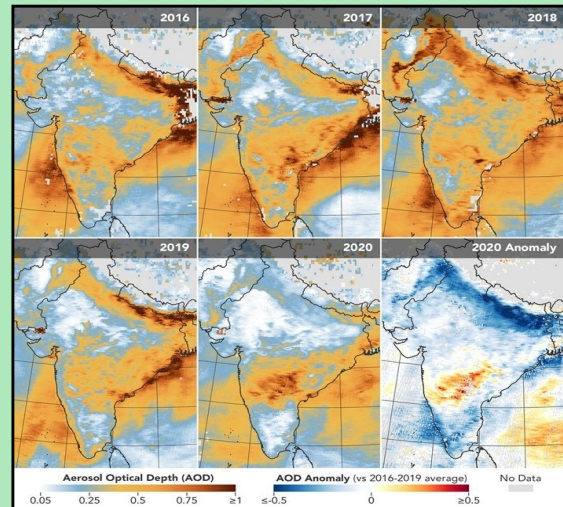 2016
2017
2018
2019
2020
2020 Anomaly
Aerosol Optical Depth (AOD)
0.05 0.25 0.5 0.75 ≥1
AOD Anomaly (vs 2016-2019 average)
≤-0.5 0 ≥0.5
No Data